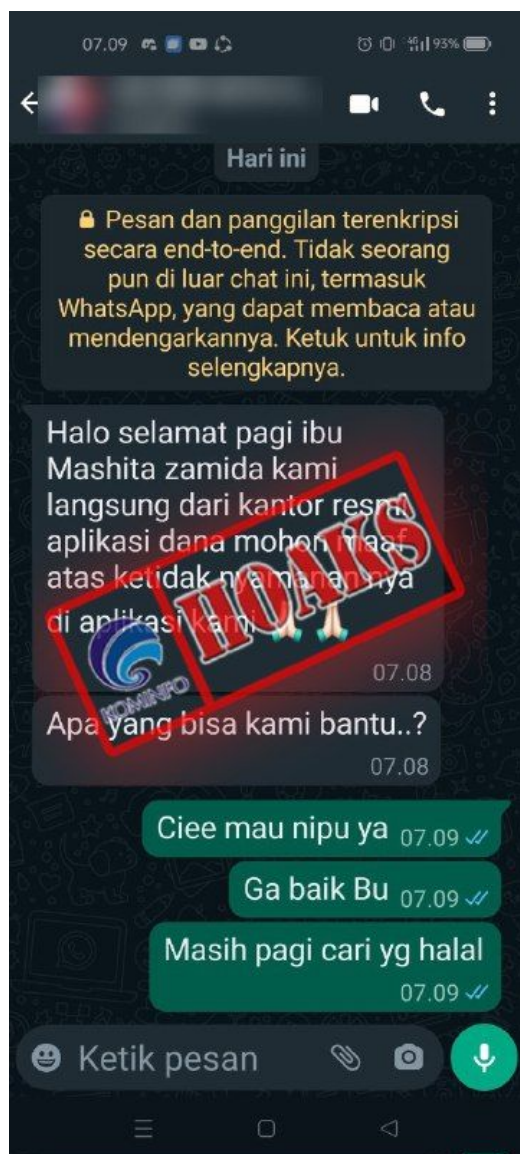 07.09
93%
Hari ini
Pesan dan panggilan terenkripsi
secara end-to-end. Tidak seorang
pun di luar chat ini, termasuk
WhatsApp, yang dapat membaca atau
mendengarkannya. Ketuk untuk info
selengkapnya.
Halo selamat pagi ibu
Mashita zamida kami
langsung dari kantor resmi
aplikasi dana mohon maaf
atas ketidak nyamanan nya
di aplikasi kami 🙏🏻🙏🏻
07.08
HOAKS
KOMINFO
Apa yang bisa kami bantu..?
07.08
Ciee mau nipu ya 07.09
Ga baik Bu 07.09
Masih pagi cari yg halal
07.09
Ketik pesan